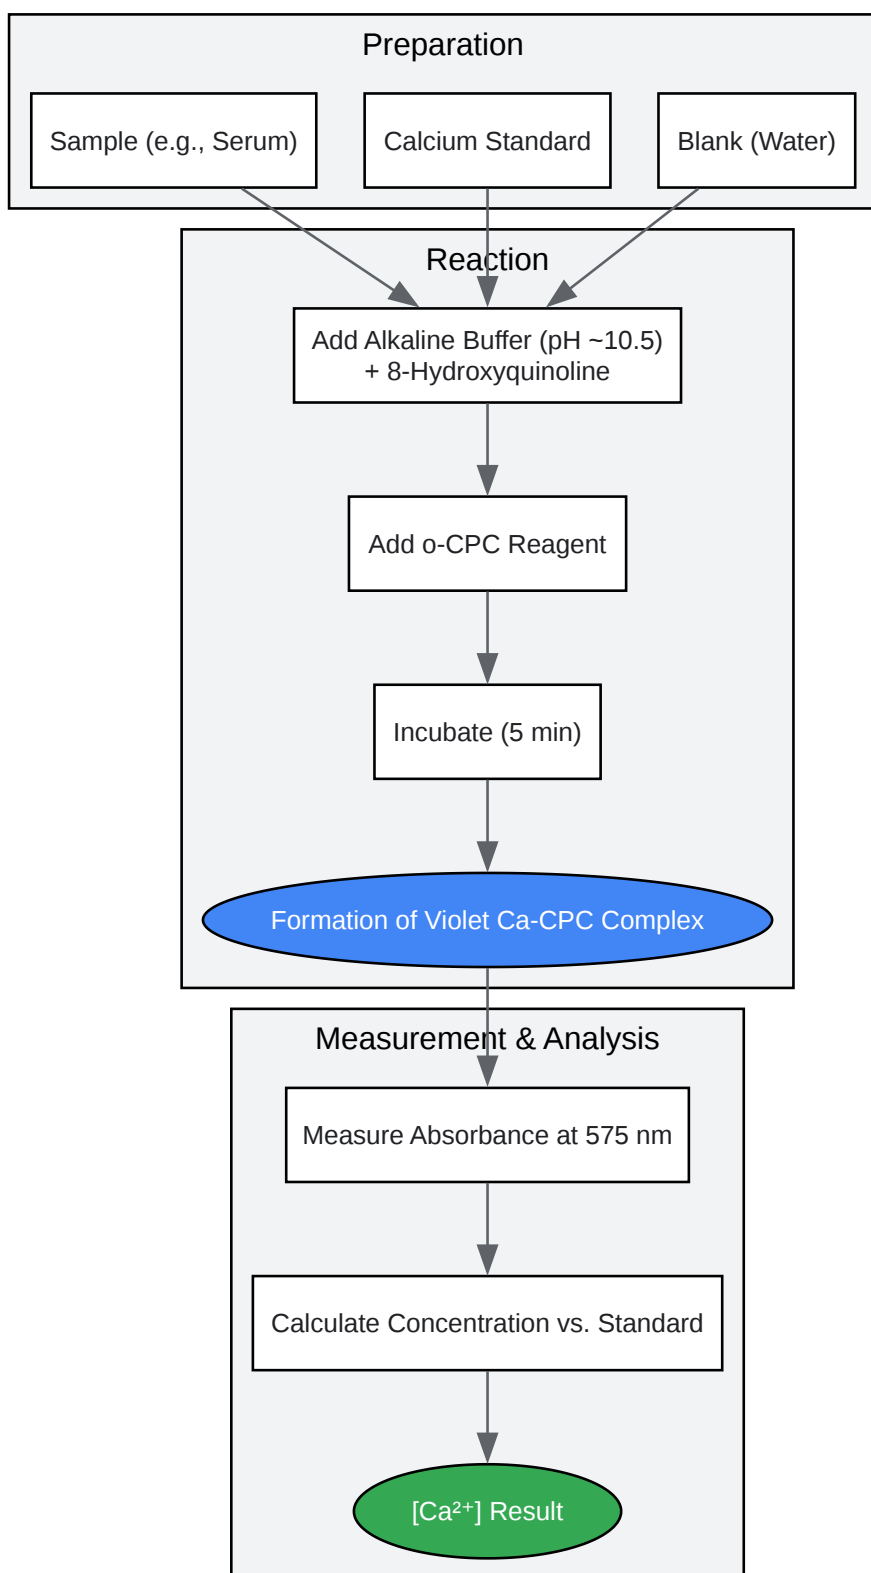 Preparation
Sample (e.g., Serum)
Calcium Standard
Blank (Water)
Reaction
Add Alkaline Buffer (pH ~10.5)
+ 8-Hydroxyquinoline
Add o-CPC Reagent
Incubate (5 min)
Formation of Violet Ca-CPC Complex
Measurement & Analysis
Measure Absorbance at 575 nm
Calculate Concentration vs. Standard
[Ca²⁺] Result